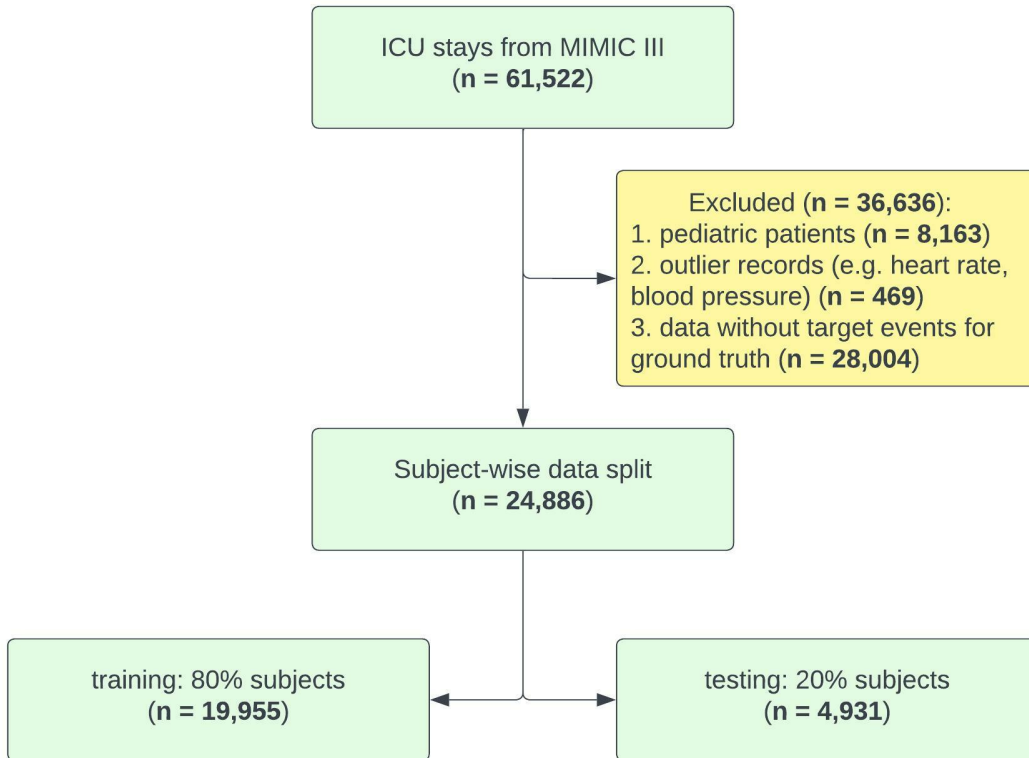 ICU stays from MIMIC III
(n = 61,522)
Excluded (n = 36,636):
1. pediatric patients (n = 8,163)
2. outlier records (e.g. heart rate,
blood pressure) (n = 469)
3. data without target events for
ground truth (n = 28,004)
Subject-wise data split
(n = 24,886)
training: 80% subjects
(n = 19,955)
testing: 20% subjects
(n = 4,931)